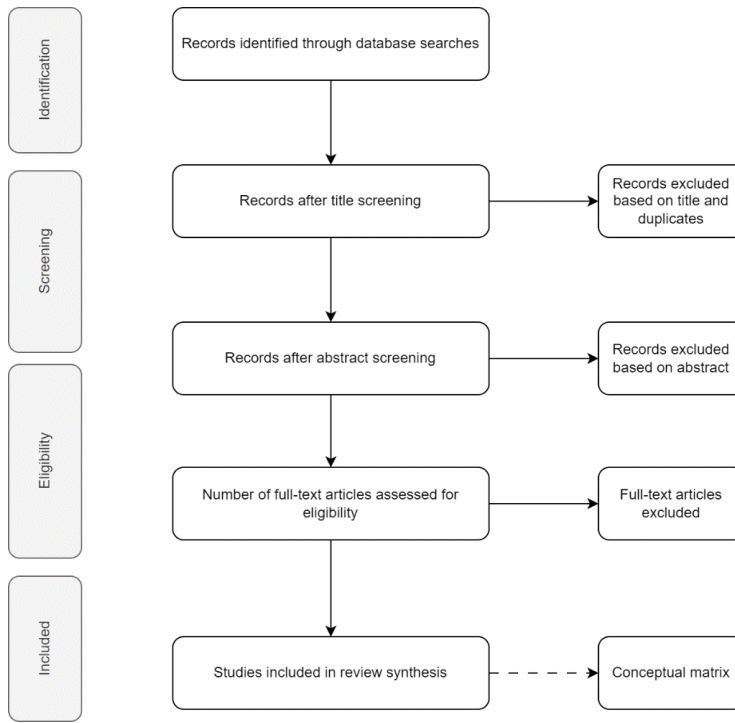 Identification
Records identified through database searches
Screening
Records after title screening
Records excluded
based on title and
duplicates
Records after abstract screening
Records excluded
based on abstract
Eligibility
Number of full-text articles assessed for
eligibility
Full-text articles
excluded
Included
Studies included in review synthesis
Conceptual matrix